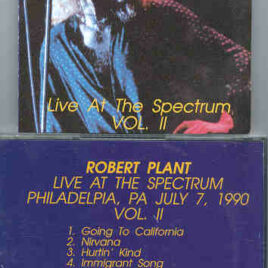 Live At The Spectrum
VOL. II
ROBERT PLANT
LIVE AT THE SPECTRUM
PHILADELPIA, PA JULY 7, 1990
VOL. II
1. Going To California
2. Nirvana
3. Hurtin' Kind
4. Immigrant Song